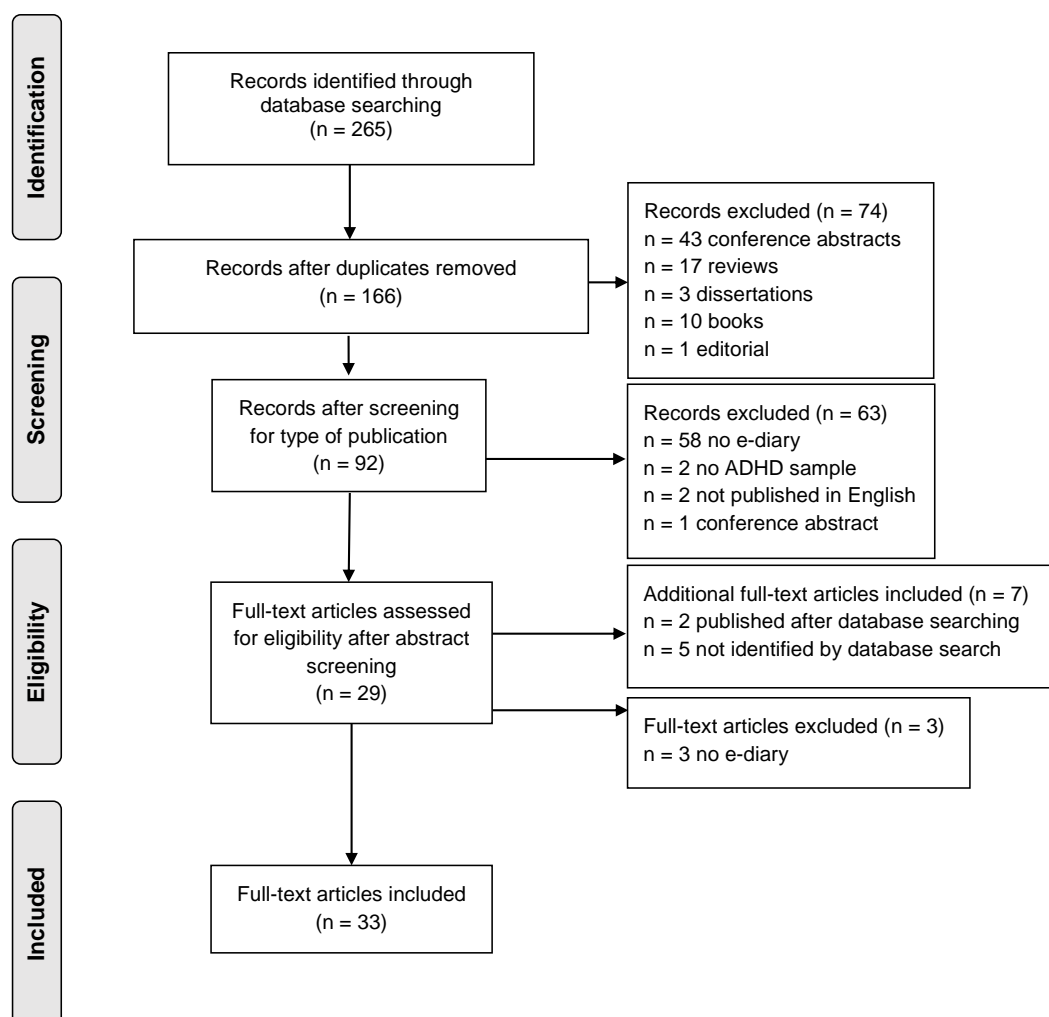 Identification
Records identified through
database searching
(n = 265)
Records excluded (n = 74)
n = 43 conference abstracts
n = 17 reviews
n = 3 dissertations
n = 10 books
n = 1 editorial
Records after duplicates removed
(n = 166)
Screening
Records after screening
for type of publication
(n = 92)
Records excluded (n = 63)
n = 58 no e-diary
n = 2 no ADHD sample
n = 2 not published in English
n = 1 conference abstract
Eligibility
Full-text articles assessed
for eligibility after abstract
screening
(n = 29)
Additional full-text articles included (n = 7)
n = 2 published after database searching
n = 5 not identified by database search
Full-text articles excluded (n = 3)
n = 3 no e-diary
Included
Full-text articles included
(n = 33)